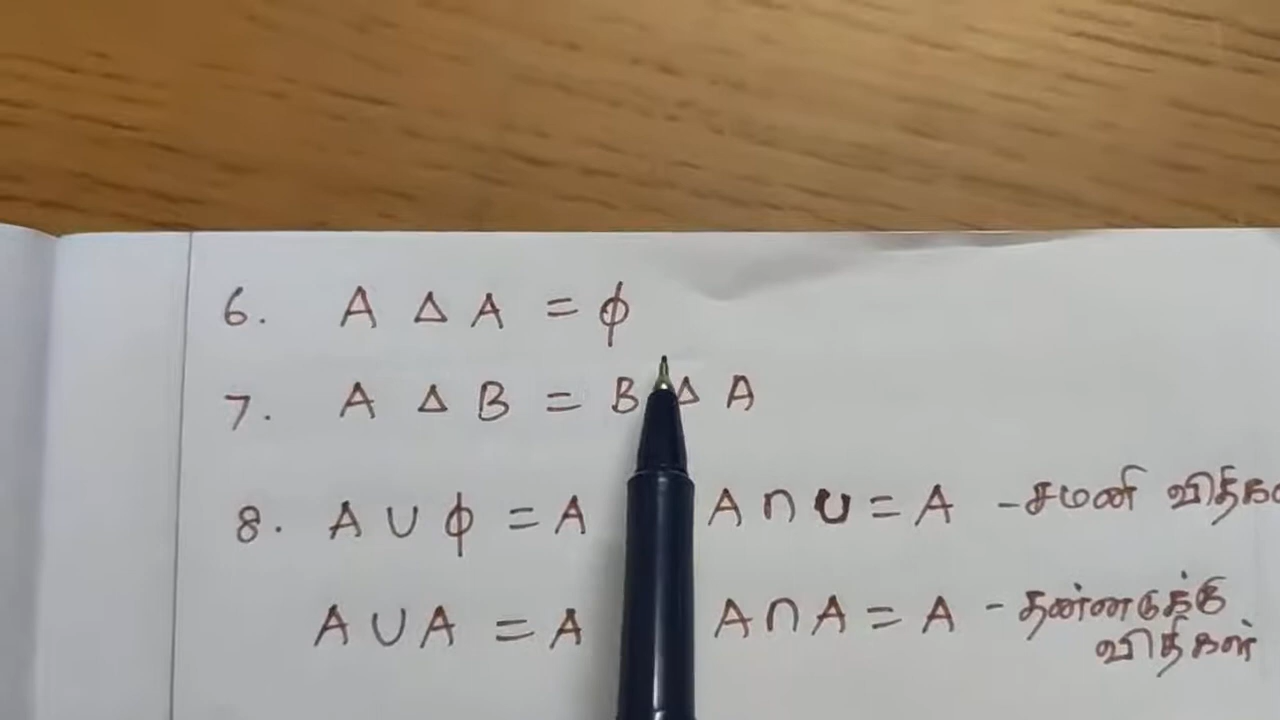 6. A Δ A = ϕ
7. A Δ B = B Δ A
8. A ∪ ϕ = A A ∩ U = A - சமனி
A ∪ A = A A ∩ A = A - தன்னடுக்கு
விதிகள்